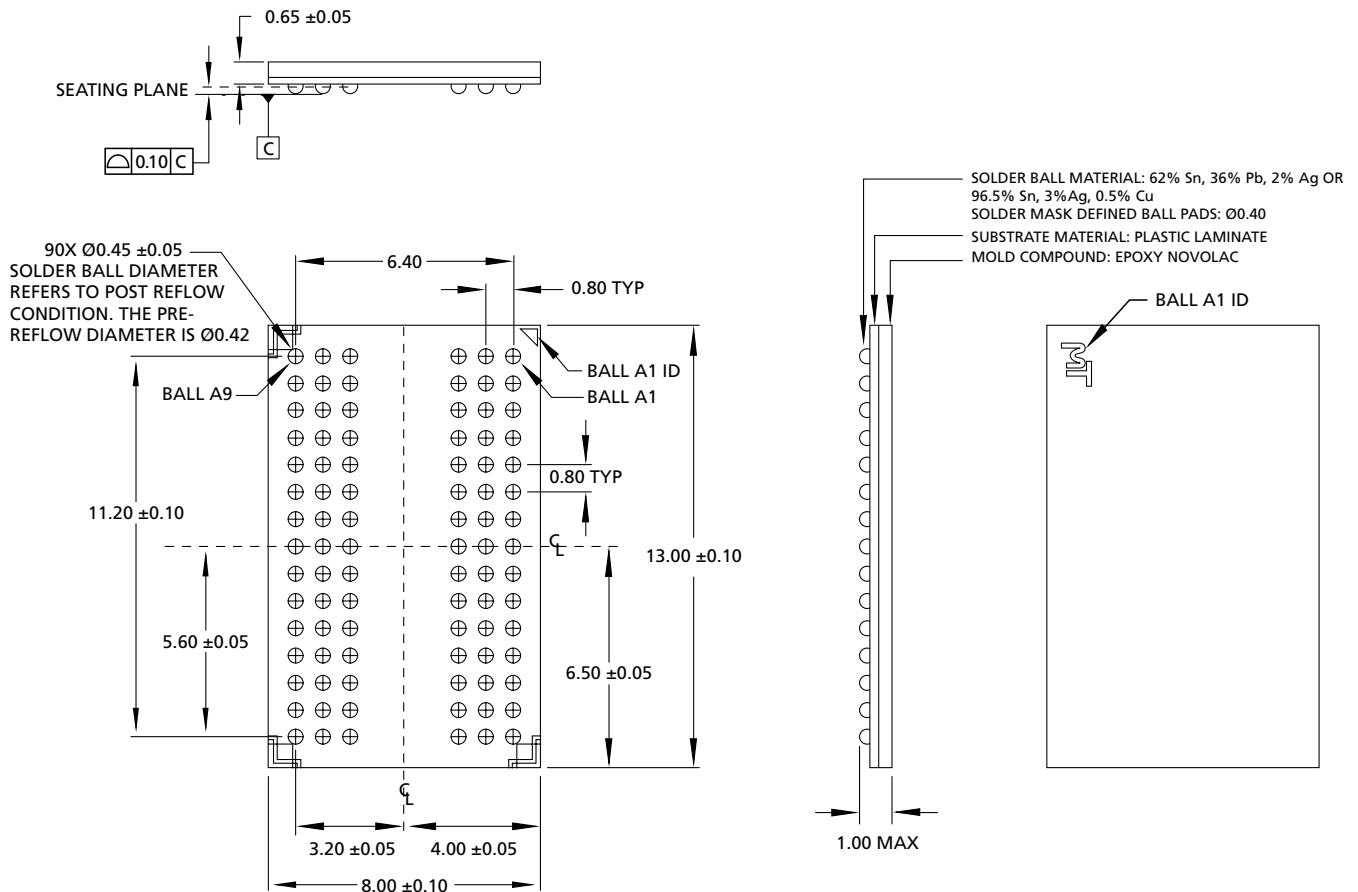 0.65 ±0.05
SEATING PLANE
C
0.10 C
SOLDER BALL MATERIAL: 62% Sn, 36% Pb, 2% Ag OR
96.5% Sn, 3%Ag, 0.5% Cu
SOLDER MASK DEFINED BALL PADS: Ø0.40
SUBSTRATE MATERIAL: PLASTIC LAMINATE
MOLD COMPOUND: EPOXY NOVOLAC
90X Ø0.45 ±0.05
SOLDER BALL DIAMETER
REFERS TO POST REFLOW
CONDITION. THE PRE-
REFLOW DIAMETER IS Ø0.42
6.40
0.80 TYP
BALL A1 ID
BALL A1 ID
BALL A9
BALL A1
0.80 TYP
11.20 ±0.10
CL
13.00 ±0.10
5.60 ±0.05
6.50 ±0.05
CL
3.20 ±0.05
4.00 ±0.05
8.00 ±0.10
1.00 MAX